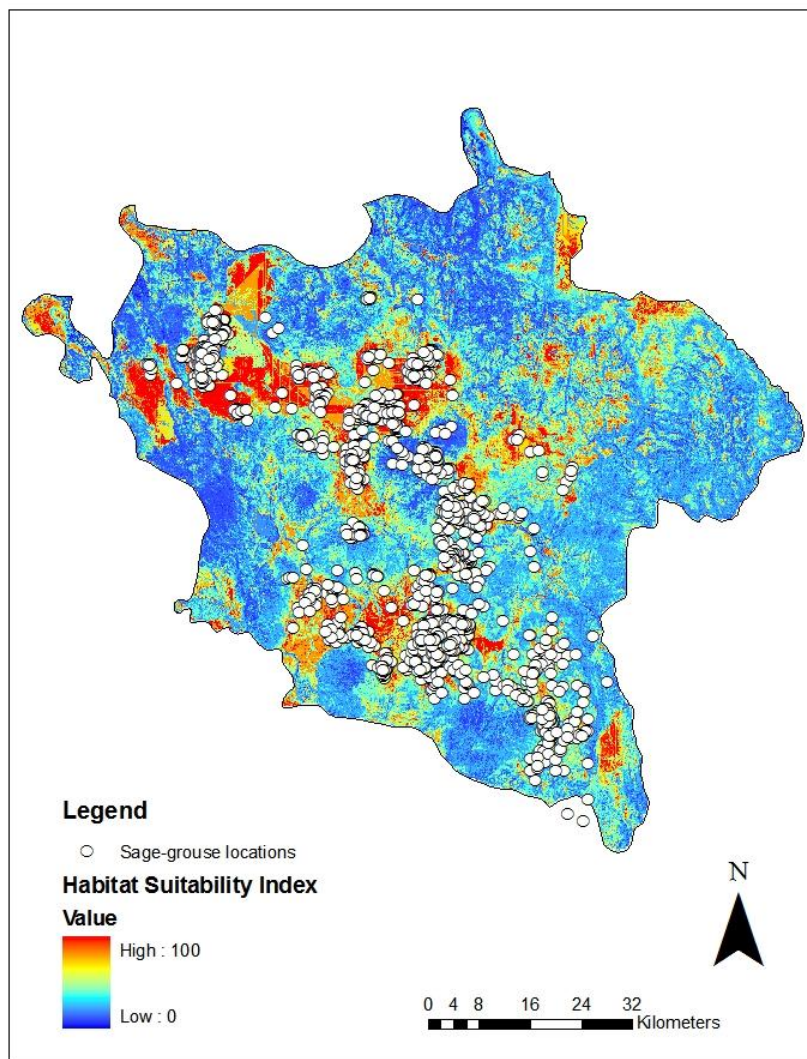 Legend
Sage-grouse locations
Habitat Suitability Index
Value
High : 100
Low : 0
N
0 4 8 16 24 32
Kilometers